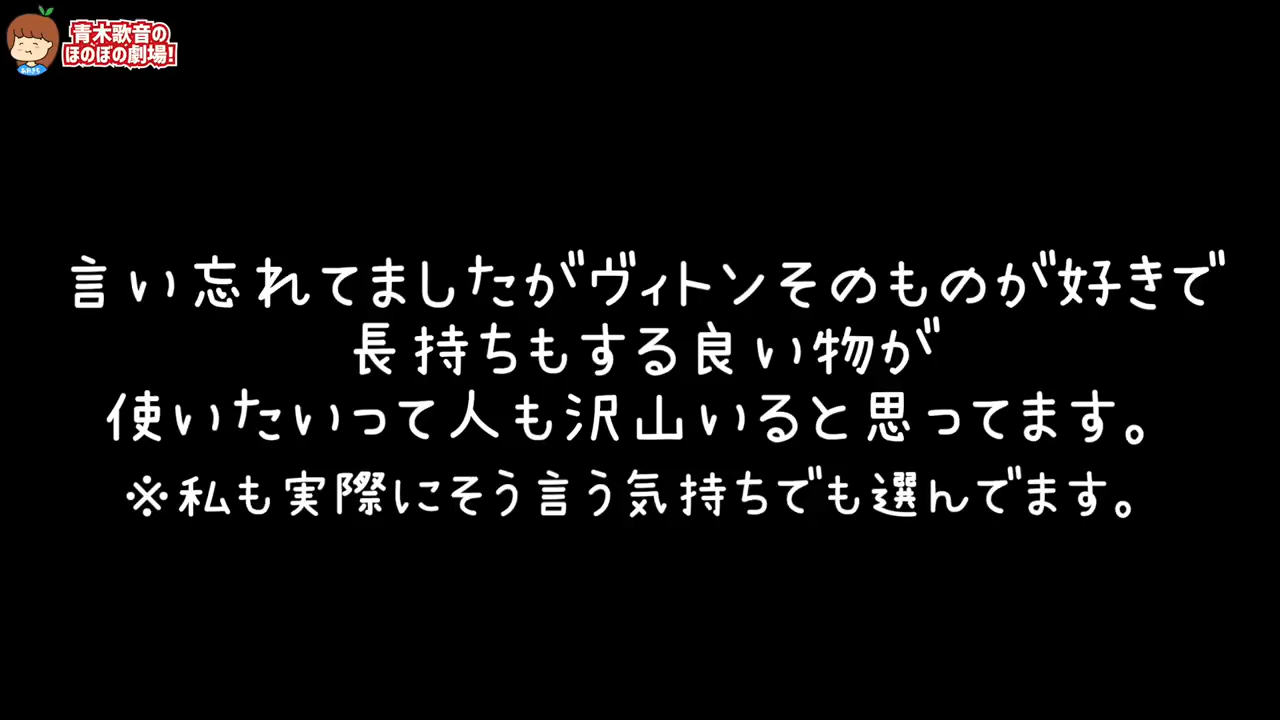 青木歌音の
ほのぼの劇場!
言い忘れてましたがヴィトンそのものが好きで
長持ちもする良い物が
使いたいって人も沢山いると思ってます。
※私も実際にそう言う気持ちでも選んでます。